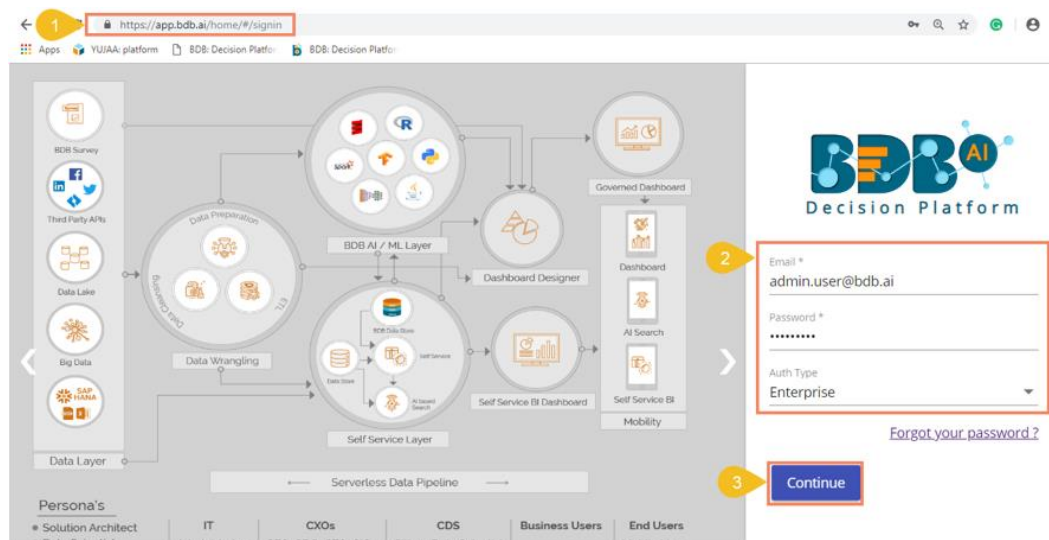 1
https://app.bdb.ai/home/#/signin
Apps
YUJAA: platform
BDB: Decision Platfor
BDB: Decision Platfor
BDB Survey
Third Party APIs
Data Lake
Big Data
SAP HANA
Data Layer
Data Preparation
Data Cleansing
ETL
Data Wrangling
R
Spark
BDB AI / ML Layer
BDB Data Store
Data Store
Self Service
AI based
Search
Self Service Layer
Dashboard Designer
Self Service BI Dashboard
Governed Dashboard
Dashboard
AI Search
Self Service BI
Mobility
Serverless Data Pipeline
Persona's
Solution Architect
IT
CXOs
CDS
Business Users
End Users
BDB AI
Decision Platform
2
Email *
admin.user@bdb.ai
Password *
•••••••••
Auth Type
Enterprise
Forgot your password ?
3
Continue